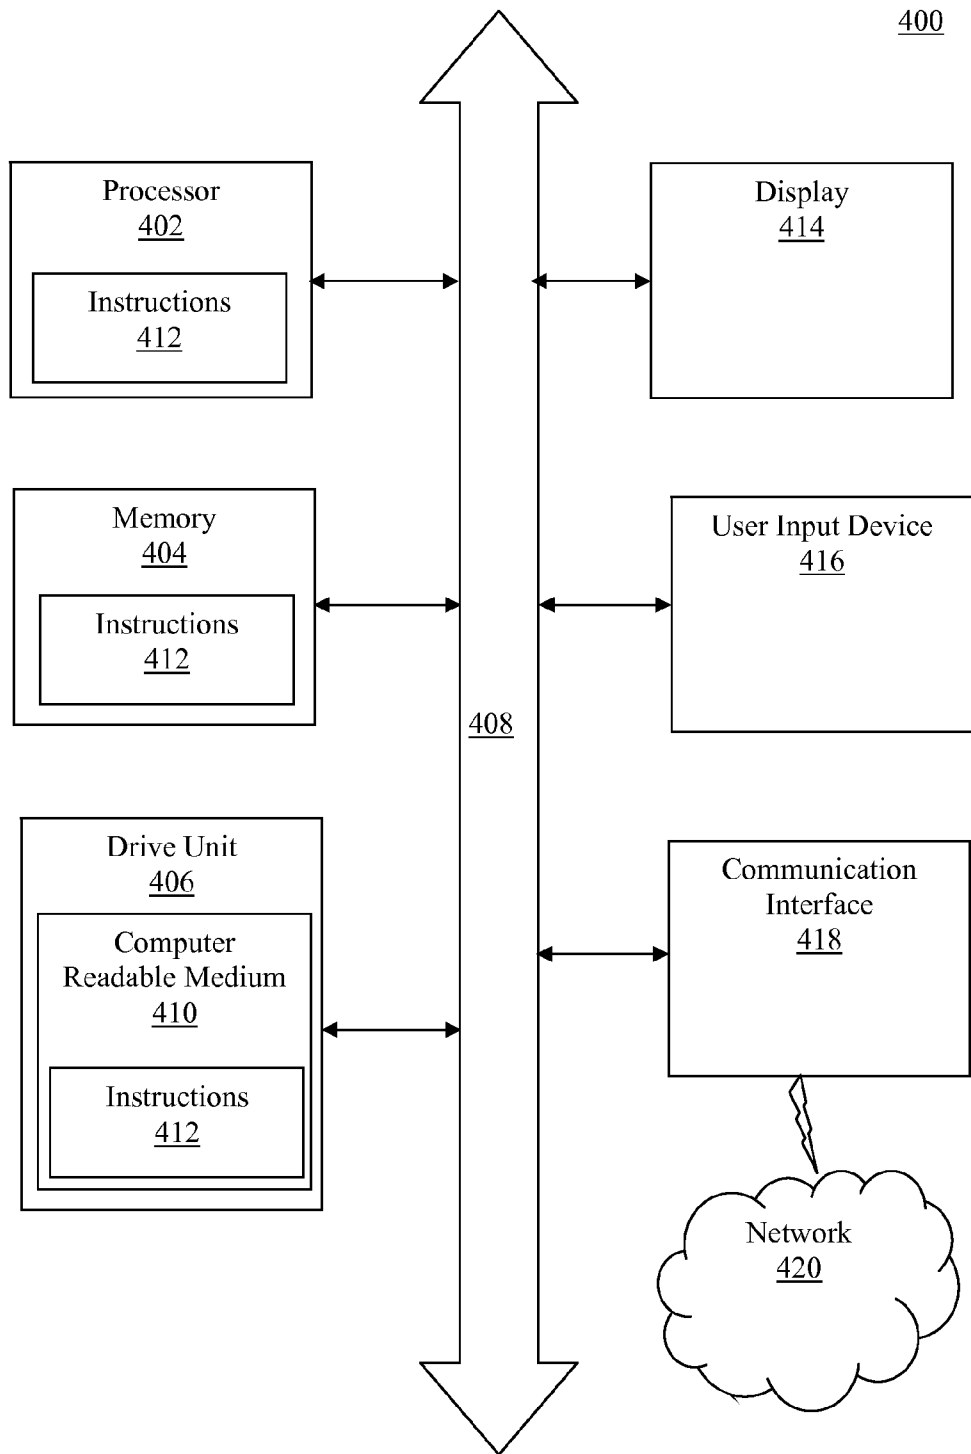 400
Processor
402
Instructions
412
Memory
404
Instructions
412
Drive Unit
406
Computer
Readable Medium
410
Instructions
412
408
Display
414
User Input Device
416
Communication
Interface
418
Network
420